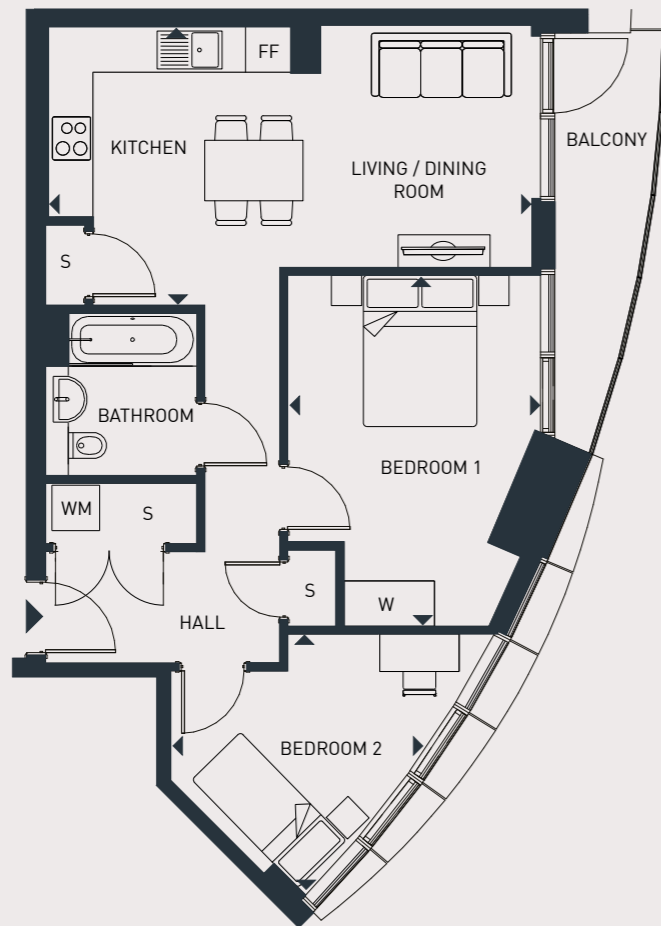 FF
KITCHEN
BALCONY
LIVING / DINING
ROOM
S
BATHROOM
BEDROOM 1
WM
S
S
W
HALL
BEDROOM 2